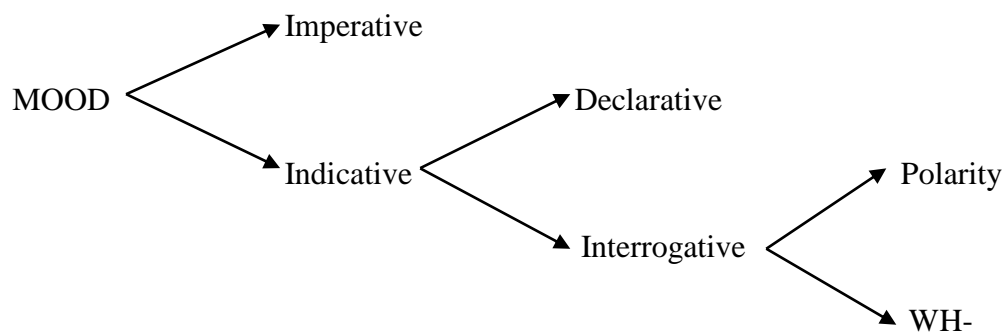 Imperative
MOOD
Declarative
Indicative
Polarity
Interrogative
WH-